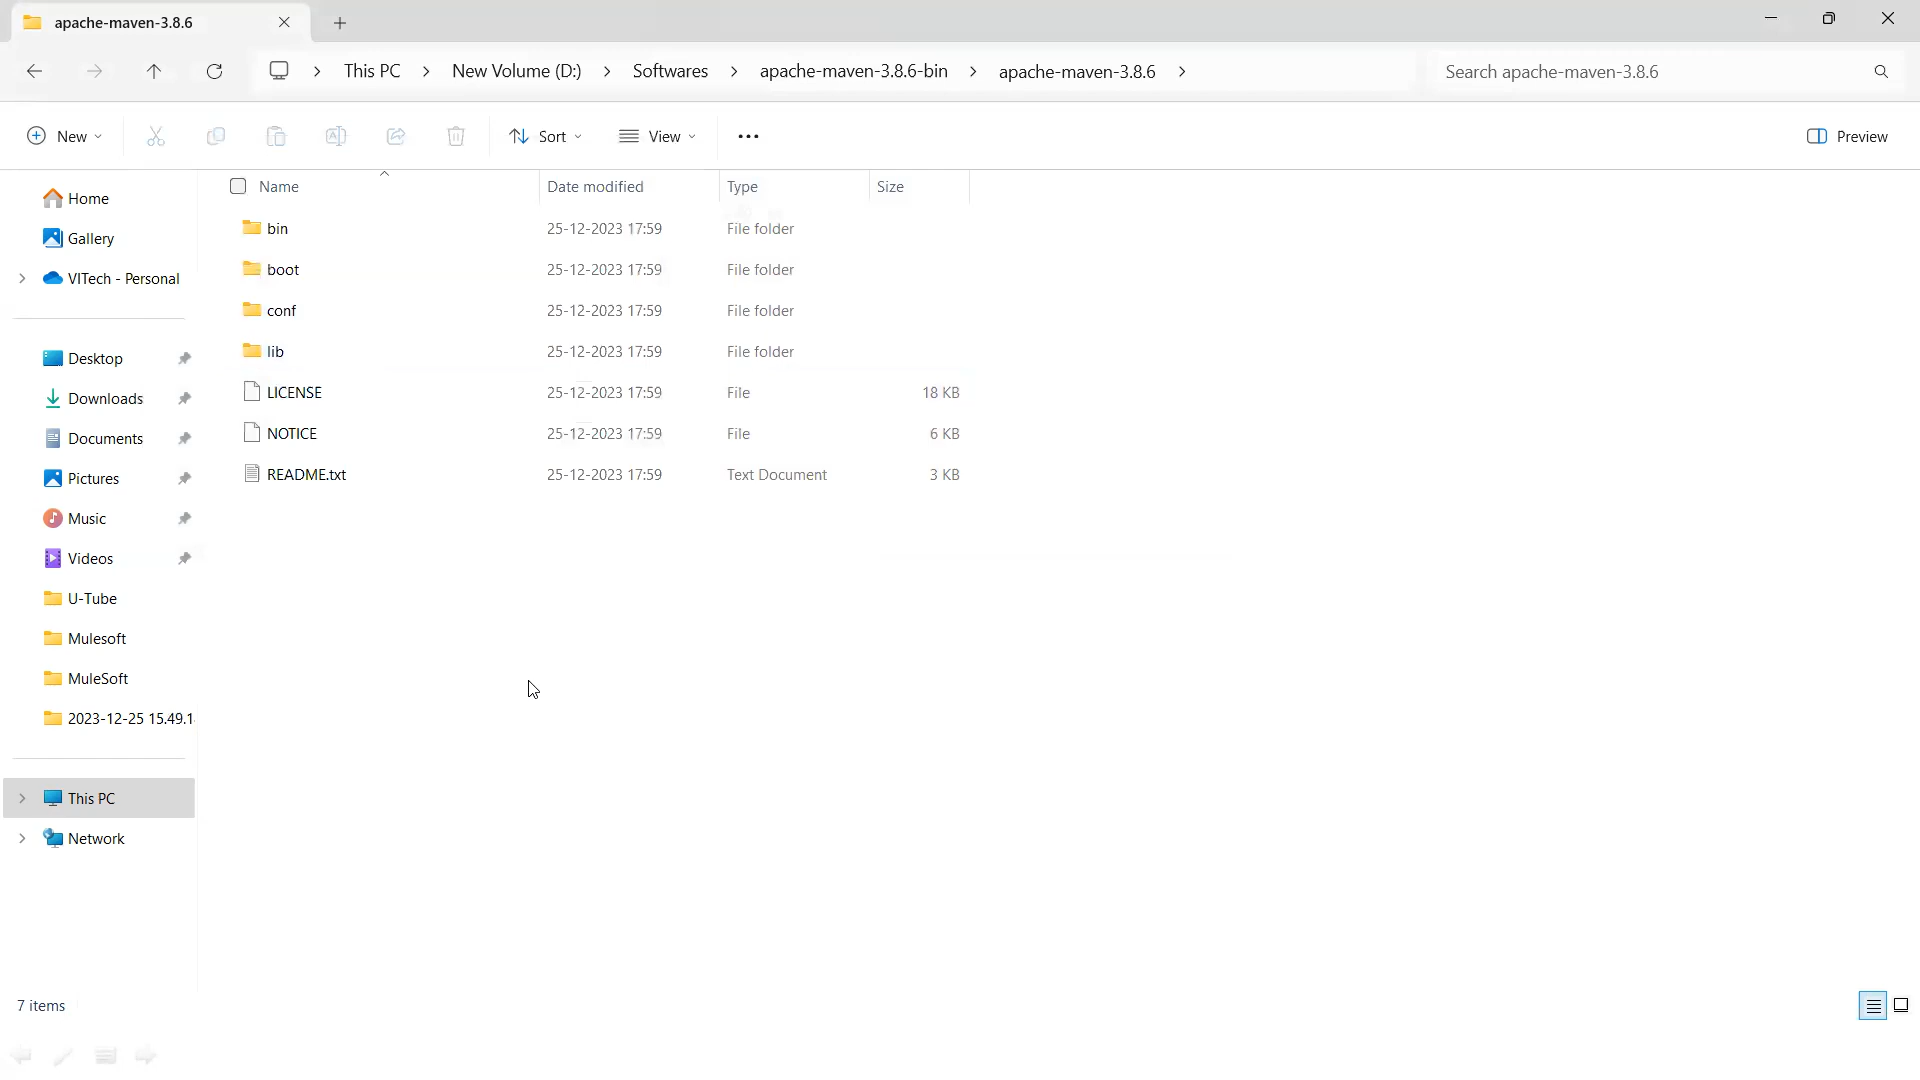 apache-maven-3.8.6
This PC > New Volume (D:) > Softwares > apache-maven-3.8.6-bin > apache-maven-3.8.6 >
Search apache-maven-3.8.6
New
Sort
View
Preview
Name Date modified Type Size
bin 25-12-2023 17:59 File folder
boot 25-12-2023 17:59 File folder
conf 25-12-2023 17:59 File folder
lib 25-12-2023 17:59 File folder
LICENSE 25-12-2023 17:59 File 18 KB
NOTICE 25-12-2023 17:59 File 6 KB
README.txt 25-12-2023 17:59 Text Document 3 KB
Home
Gallery
VITech - Personal
Desktop
Downloads
Documents
Pictures
Music
Videos
U-Tube
Mulesoft
MuleSoft
2023-12-25 15.49.1
This PC
Network
7 items